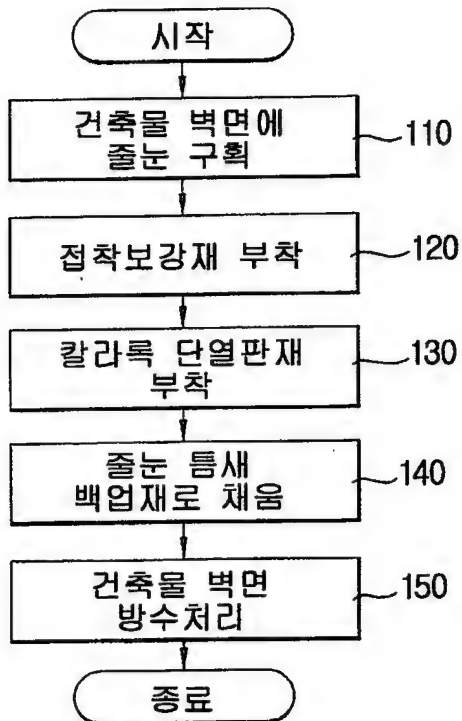 시작
건축물 벽면에
줄눈 구획
110
접착보강재 부착
120
칼라록 단열판재
부착
130
줄눈 틈새
백업재로 채움
140
건축물 벽면
방수처리
150
종료